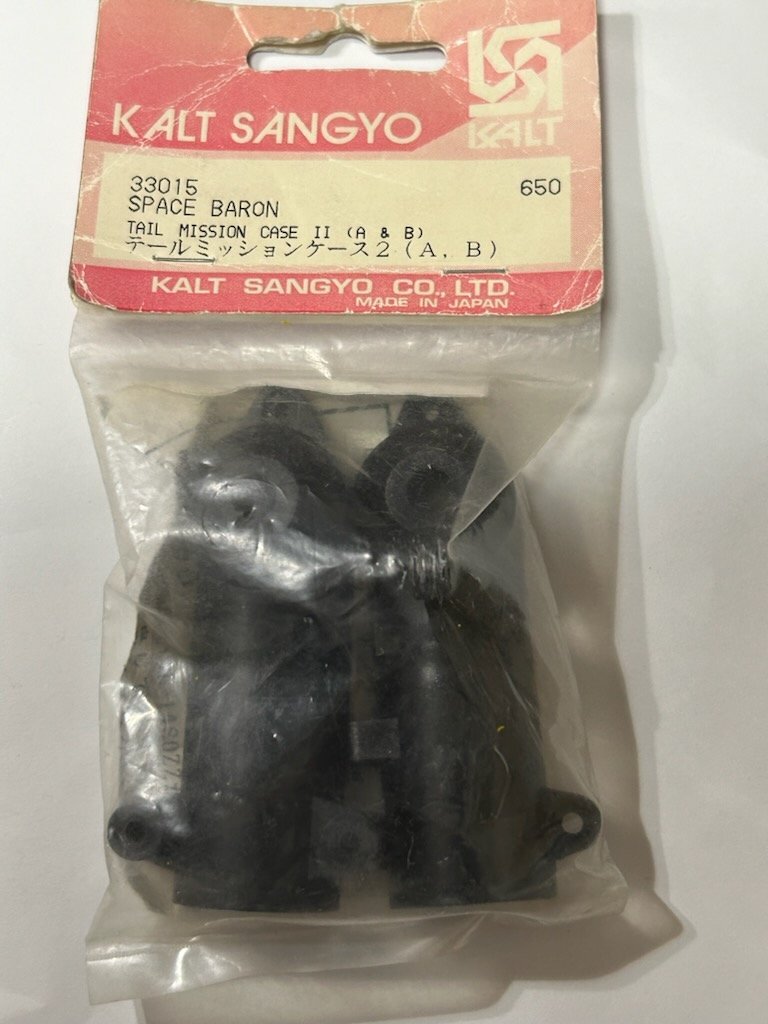 KALT SANGYO
KALT
33015 650
SPACE BARON
TAIL MISSION CASE II (A & B)
テールミッションケース2(A, B)
KALT SANGYO CO., LTD.
MADE IN JAPAN